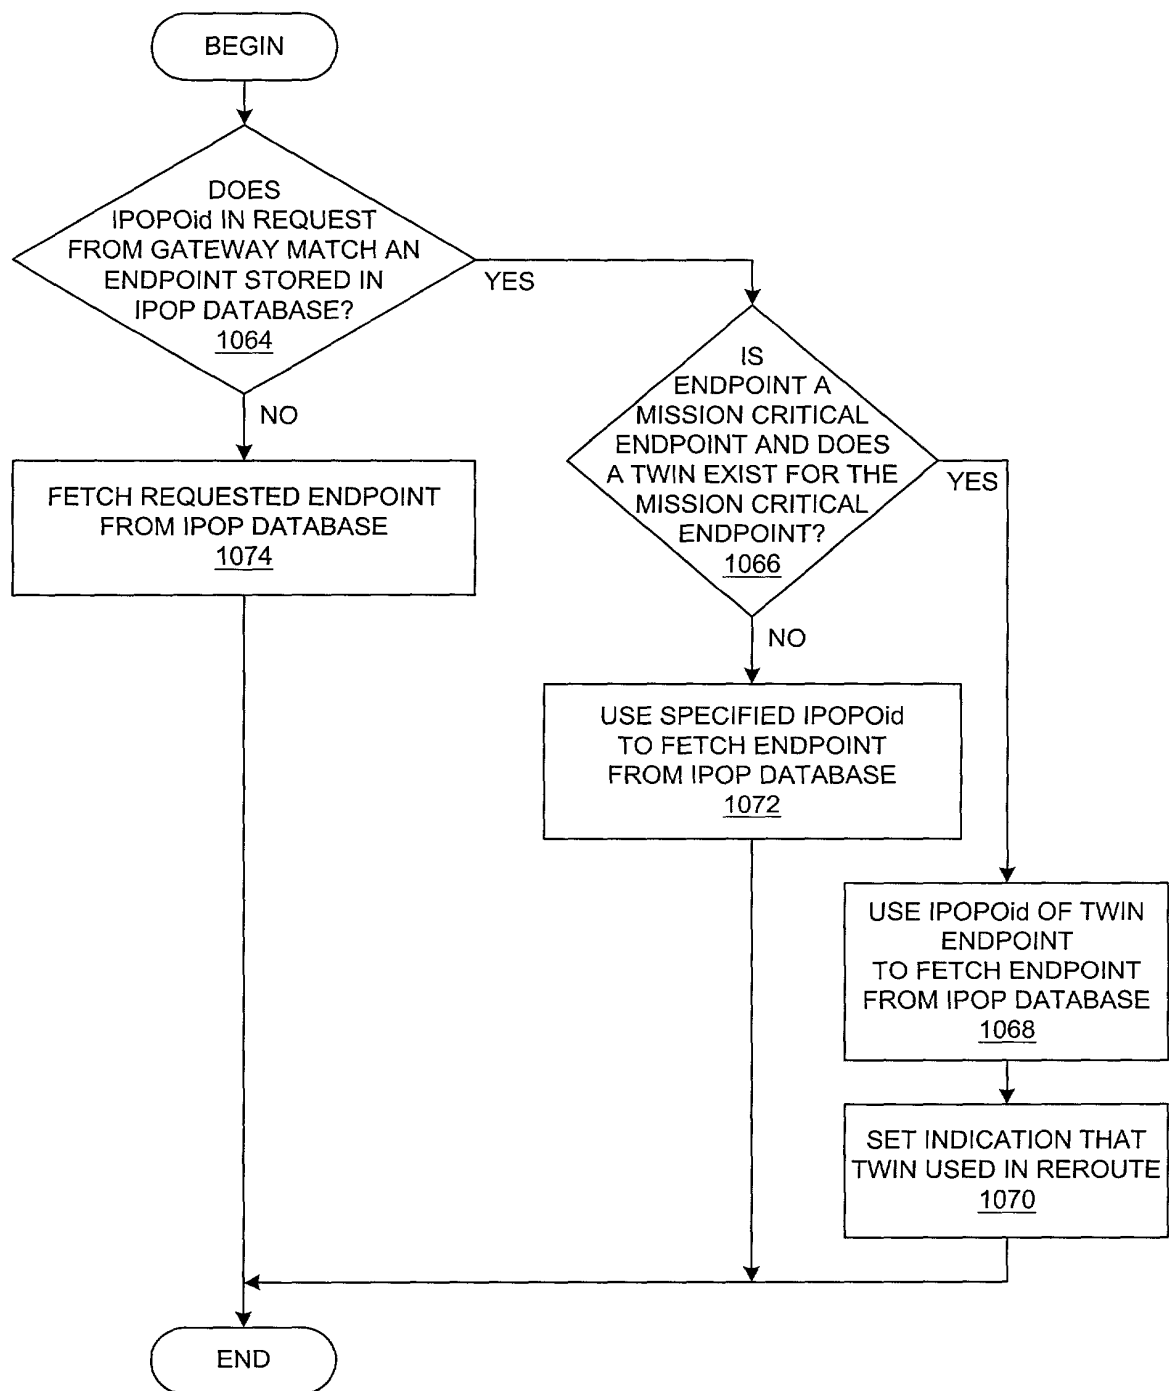 BEGIN
DOES
IPOPOid IN REQUEST
FROM GATEWAY MATCH AN
ENDPOINT STORED IN
IPOP DATABASE?
1064
YES
NO
FETCH REQUESTED ENDPOINT
FROM IPOP DATABASE
1074
IS
ENDPOINT A
MISSION CRITICAL
ENDPOINT AND DOES
A TWIN EXIST FOR THE
MISSION CRITICAL
ENDPOINT?
1066
YES
NO
USE SPECIFIED IPOPOid
TO FETCH ENDPOINT
FROM IPOP DATABASE
1072
USE IPOPOid OF TWIN
ENDPOINT
TO FETCH ENDPOINT
FROM IPOP DATABASE
1068
SET INDICATION THAT
TWIN USED IN REROUTE
1070
END